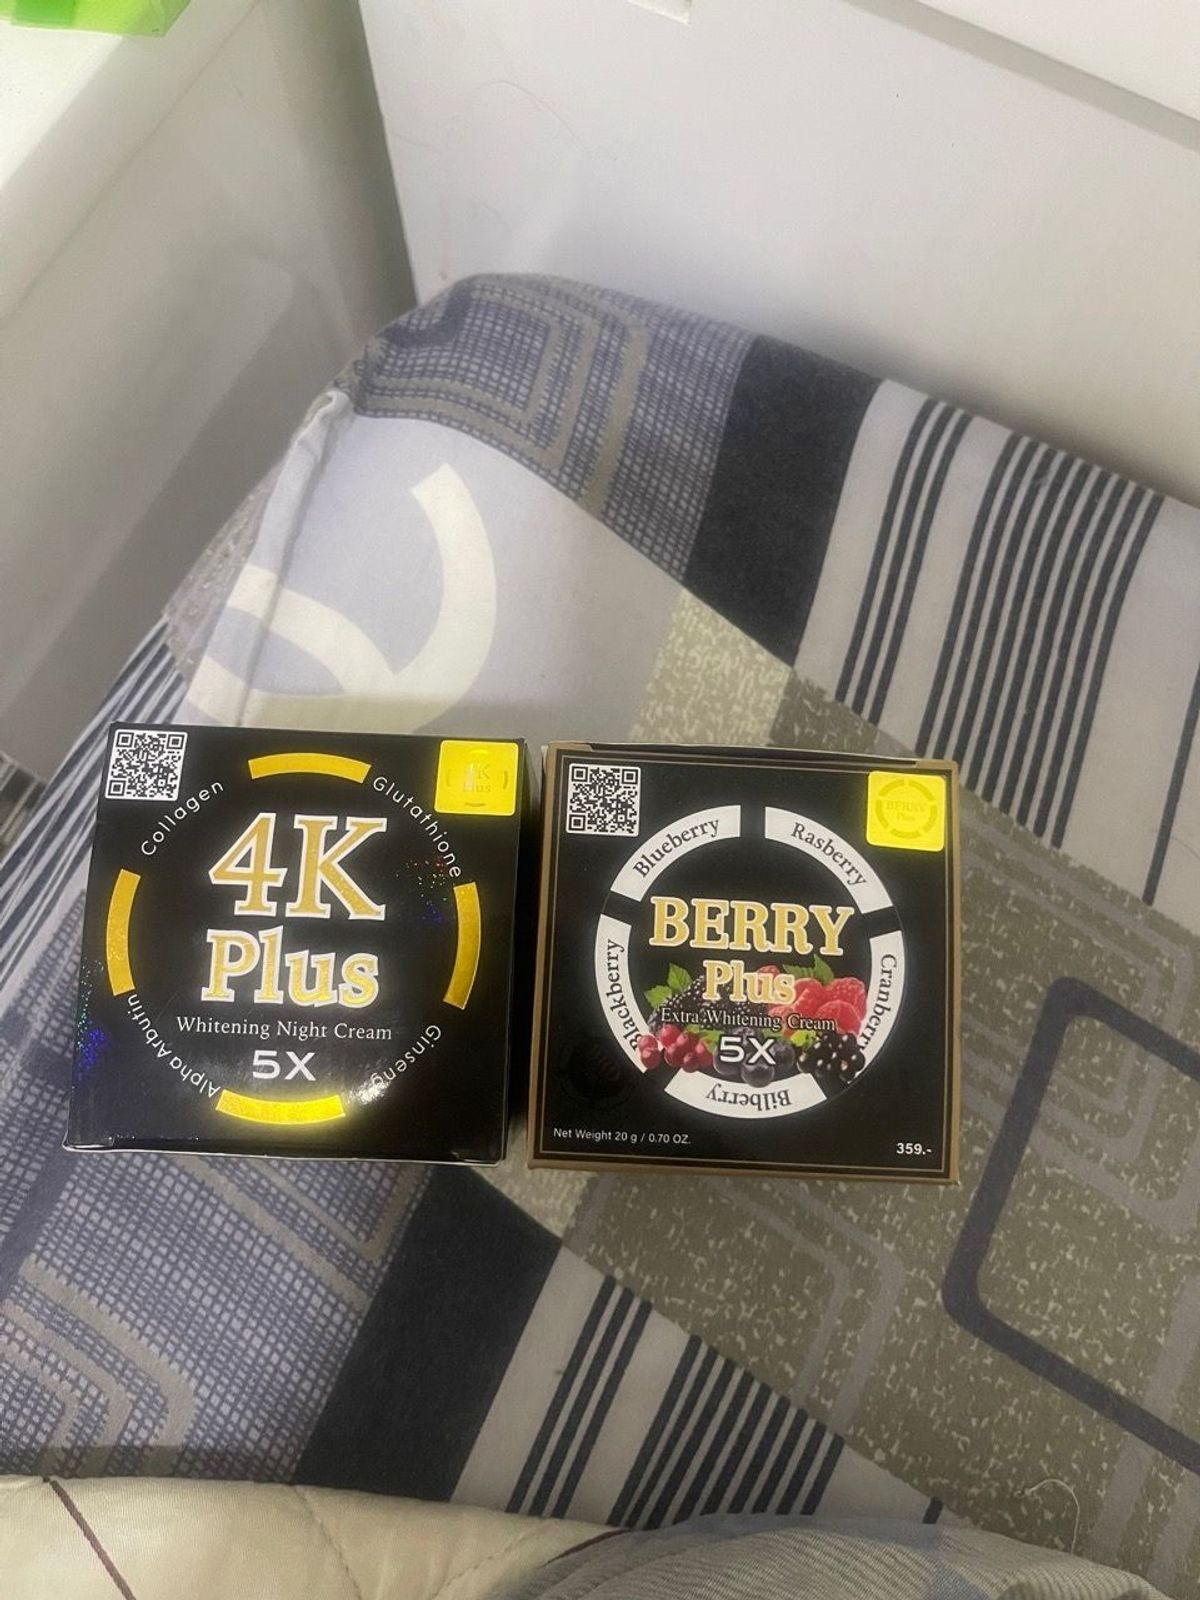 Collagen
Glutathione
4K
Plus
4K
Plus
Whitening Night Cream
5X
Alpha Arbutin
Ginseng
Blueberry
Rasberry
BERRY
Plus
BERRY
Plus
Extra Whitening Cream
5X
Blackberry
Cranberry
Bilberry
Net Weight 20 g / 0.70 OZ.
359.-